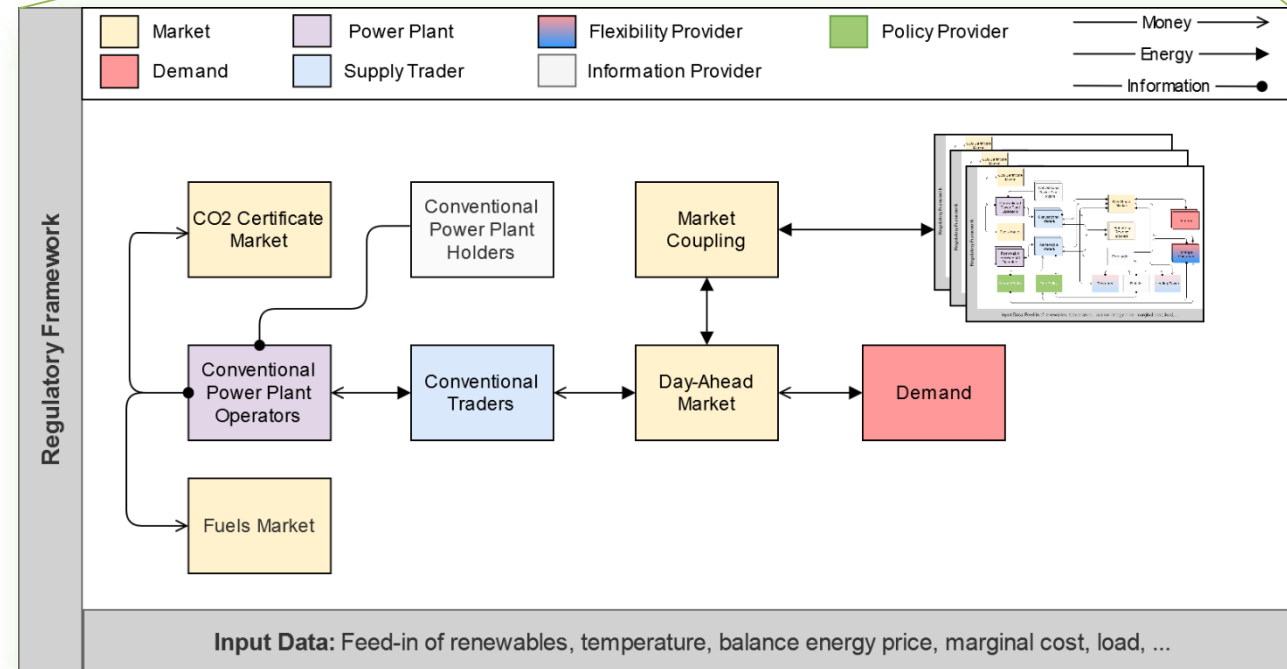 Market
Power Plant
Flexibility Provider
Policy Provider
Money
Demand
Supply Trader
Information Provider
Energy
Information
Regulatory Framework
CO2 Certificate
Market
Conventional
Power Plant
Holders
Market
Coupling
Conventional
Power Plant
Operators
Conventional
Traders
Day-Ahead
Market
Demand
Fuels Market
Input Data: Feed-in of renewables, temperature, balance energy price, marginal cost, load, ...